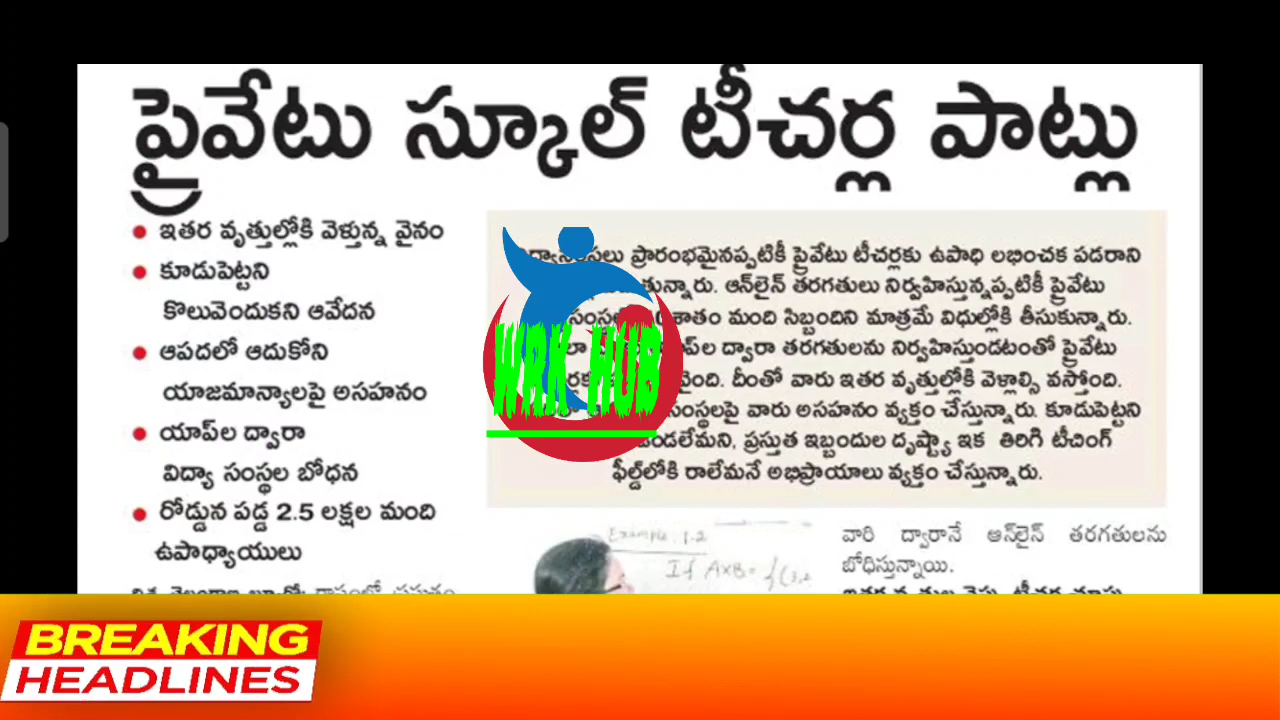 ప్రైవేటు స్కూల్ టీచర్ల పాట్లు
ఇతర వృత్తుల్లోకి వెళ్తున్న వైనం
కూడుపెట్టని
కొలువెందుకని ఆవేదన
ఆపదలో ఆదుకోని
యాజమాన్యాలపై అసహనం
యాప్‌ల ద్వారా
విద్యా సంస్థల బోధన
రోడ్డున పడ్డ 2.5 లక్షల మంది
ఉపాధ్యాయులు
ప్రారంభమైనప్పటికీ ప్రైవేటు టీచర్లకు ఉపాధి లభించక పడరాని
ఆన్‌లైన్ తరగతులు నిర్వహిస్తున్నప్పటికీ ప్రైవేటు
శాతం మంది సిబ్బందిని మాత్రమే విధుల్లోకి తీసుకున్నారు.
ద్వారా తరగతులను నిర్వహిస్తుండటంతో ప్రైవేటు
దీంతో వారు ఇతర వృత్తుల్లోకి వెళ్లాల్సి వస్తోంది.
సంస్థలపై వారు అసహనం వ్యక్తం చేస్తున్నారు. కూడుపెట్టని
ప్రస్తుత ఇబ్బందుల దృష్ట్యా ఇక తిరిగి టీచింగ్
ఫీల్డ్‌లోకి రాలేమనే అభిప్రాయాలు వ్యక్తం చేస్తున్నారు.
WRK HUB
Example: 1.2
If AXB = {(3,2
వారి ద్వారానే ఆన్‌లైన్ తరగతులను
బోధిస్తున్నాయి.
BREAKING
HEADLINES